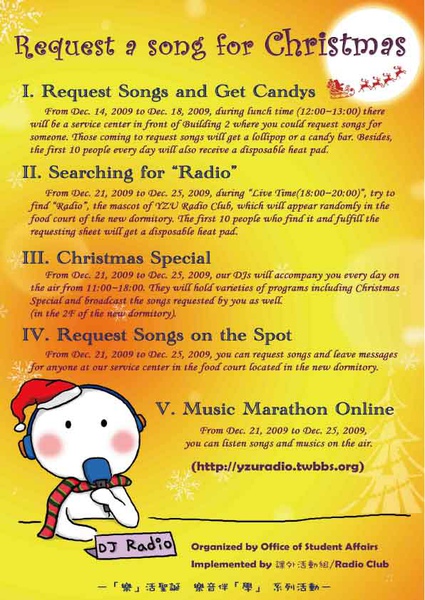 Request a song for Christmas
I. Request Songs and Get Candys
From Dec. 14, 2009 to Dec. 18, 2009, during lunch time (12:00~13:00) there
will be a service center in front of Building 2 where you could request songs for
someone. Those coming to request songs will get a lollipop or a candy bar. Besides,
the first 10 people every day will also receive a disposable heat pad.
II. Searching for "Radio"
From Dec. 21, 2009 to Dec. 25, 2009, during "Live Time(18:00~20:00)", try to
find "Radio", the mascot of YZU Radio Club, which will appear randomly in the
food court of the new dormitory. The first 10 people who find it and fulfill the
requesting sheet will get a disposable heat pad.
III. Christmas Special
From Dec. 21, 2009 to Dec. 25, 2009, our DJs will accompany you every day on
the air from 11:00~18:00. They will hold varieties of programs including Christmas
Special and broadcast the songs requested by you as well.
(in the 2F of the new dormitory).
IV. Request Songs on the Spot
From Dec. 21, 2009 to Dec. 25, 2009, you can request songs and leave messages
for anyone at our service center in the food court located in the new dormitory.
V. Music Marathon Online
From Dec. 21, 2009 to Dec. 25, 2009,
you can listen songs and musics on the air.
(http://yzuradio.twbbs.org)
DJ Radio
Organized by Office of Student Affairs
Implemented by 課外活動組/Radio Club
—「樂」活聖誕 樂音伴「學」 系列活動—